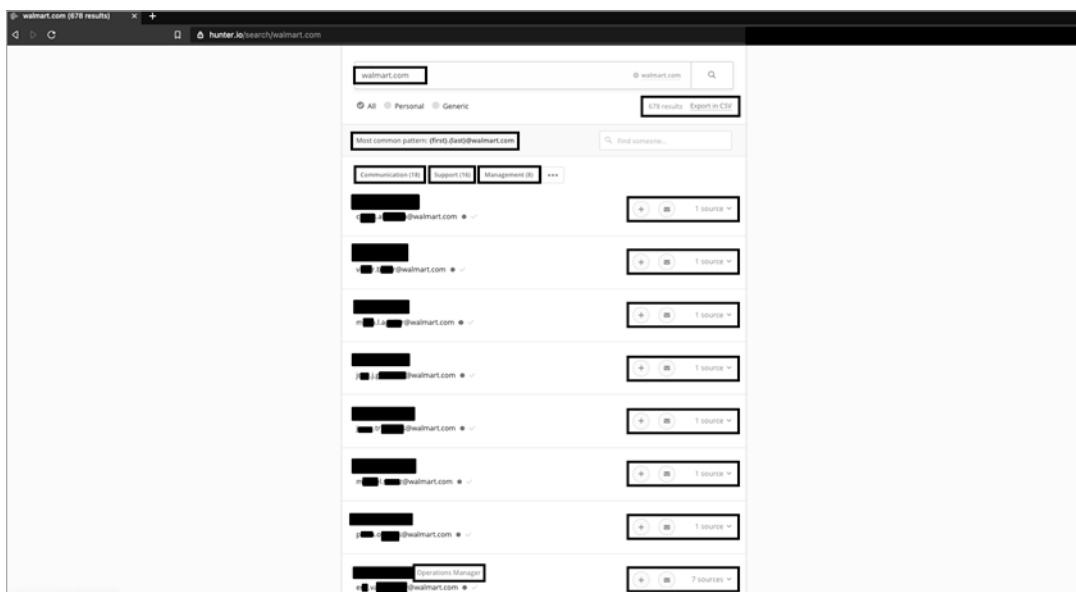 walmart.com (678 results)
hunter.io/search/walmart.com
walmart.com
walmart.com
All Personal Generic
678 results Export in CSV
Most common pattern: {first}.{last}@walmart.com
Find someone...
Communication (18) Support (16) Management (8)
@walmart.com
1 source
@walmart.com
1 source
@walmart.com
1 source
@walmart.com
1 source
@walmart.com
1 source
@walmart.com
1 source
@walmart.com
1 source
Operations Manager
@walmart.com
7 sources